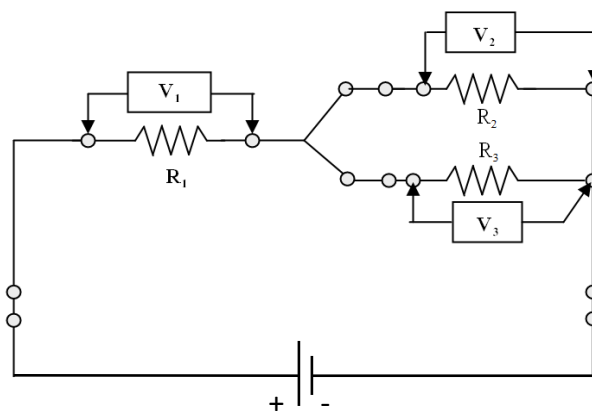 V₂
V₁
R₂
R₁
R₃
V₃
+ -